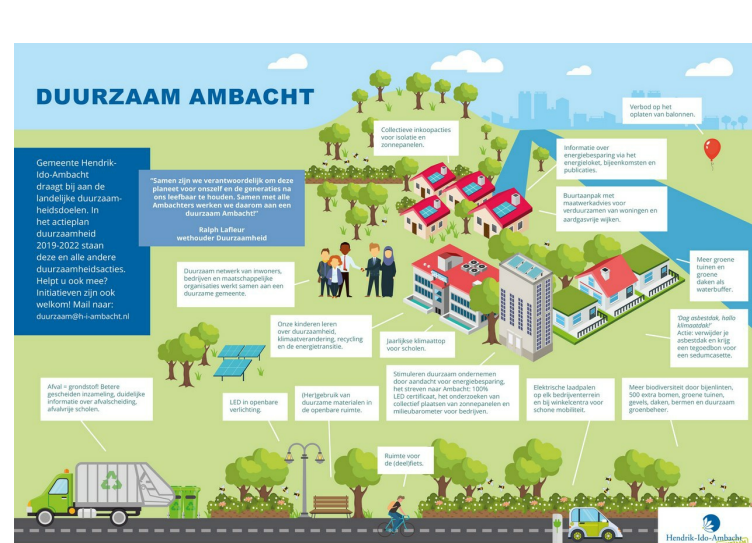 DUURZAAM AMBACHT
Verbod op het
oplaten van balonnen.
Collectieve inkoopacties
voor isolatie en
zonnepanelen.
Informatie over
energiebesparing via het
energieloket, bijeenkomsten en
publicaties.
Gemeente Hendrik-
Ido-Ambacht
draagt bij aan de
landelijke duurzaam-
heidsdoelen. In
het actieplan
duurzaamheid
2019-2022 staan
deze en alle andere
duurzaamheidsacties.
Helpt u ook mee?
Initiatieven zijn ook
welkom! Mail naar:
duurzaam@h-i-ambacht.nl
"Samen zijn we verantwoordelijk om deze
planeet voor onszelf en de generaties na
ons leefbaar te houden. Samen met alle
Ambachters werken we daarom aan een
duurzaam Ambacht!"
Ralph Lafleur
wethouder Duurzaamheid
Buurtaanpak met
maatwerkadvies voor
verduurzamen van woningen en
aardgasvrije wijken.
Duurzaam netwerk van inwoners,
bedrijven en maatschappelijke
organisaties werkt samen aan een
duurzame gemeente.
Meer groene
tuinen en
groene
daken als
waterbuffer.
Onze kinderen leren
over duurzaamheid,
klimaatverandering, recycling
en de energietransitie.
Jaarlijkse klimaattop
voor scholen.
'Dag asbestdak, hallo
klimaatdak!'
Actie: verwijder je
asbestdak en krijg
een tegoedbon voor
een sedumcasette.
Afval = grondstof! Betere
gescheiden inzameling, duidelijke
informatie over afvalscheiding,
afvalvrije scholen.
LED in openbare
verlichting.
(Her)gebruik van
duurzame materialen in
de openbare ruimte.
Stimuleren duurzaam ondernemen
door aandacht voor energiebesparing,
het streven naar Ambacht: 100%
LED certificaat, het onderzoeken van
collectief plaatsen van zonnepanelen en
milieubarometer voor bedrijven.
Elektrische laadpalen
op elk bedrijventerrein
en bij winkelcentra voor
schone mobiliteit.
Meer biodiversiteit door bijenlinten,
500 extra bomen, groene tuinen,
gevels, daken, bermen en duurzaam
groenbeheer.
Ruimte voor
de (deel)fiets.
Hendrik-Ido-Ambacht